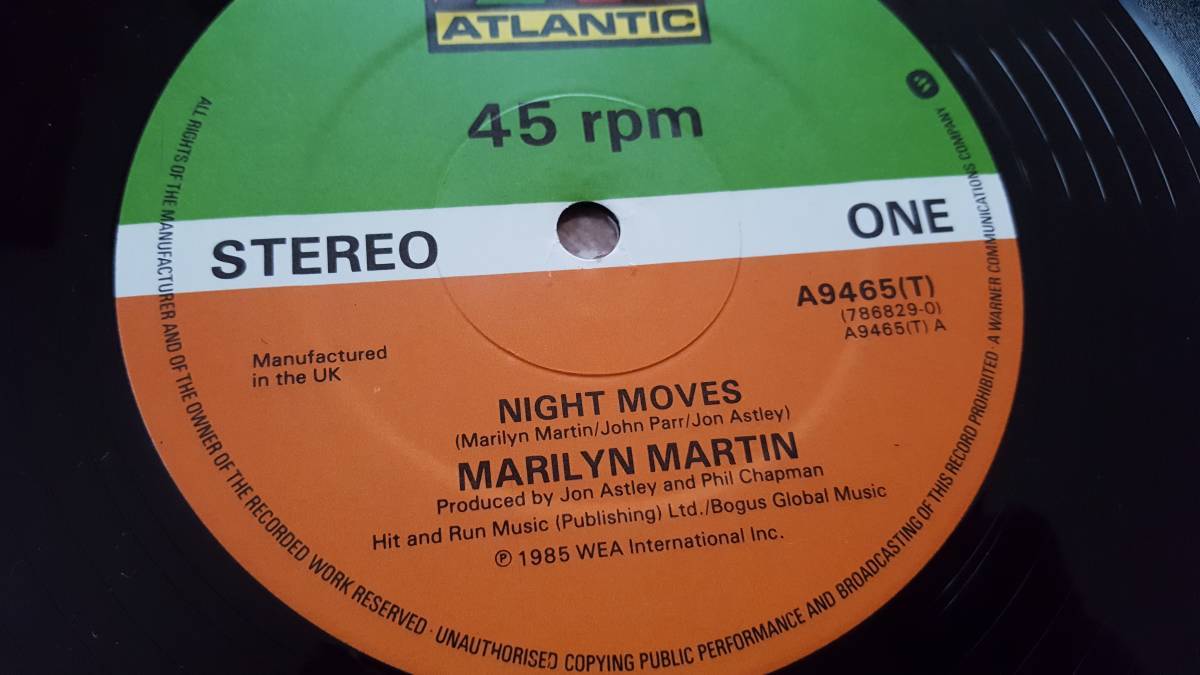 ATLANTIC
45 rpm
STEREO
ONE
A9465(T)
(786829-0)
A9465(T) A
Manufactured
in the UK
NIGHT MOVES
(Marilyn Martin/John Parr/Jon Astley)
MARILYN MARTIN
Produced by Jon Astley and Phil Chapman
Hit and Run Music (Publishing) Ltd./Bogus Global Music
℗ 1985 WEA International Inc.
ALL RIGHTS OF THE MANUFACTURER AND OF THE OWNER OF THE RECORDED WORK RESERVED · UNAUTHORISED COPYING PUBLIC PERFORMANCE AND BROADCASTING OF THIS RECORD PROHIBITED · A WARNER COMMUNICATIONS COMPANY